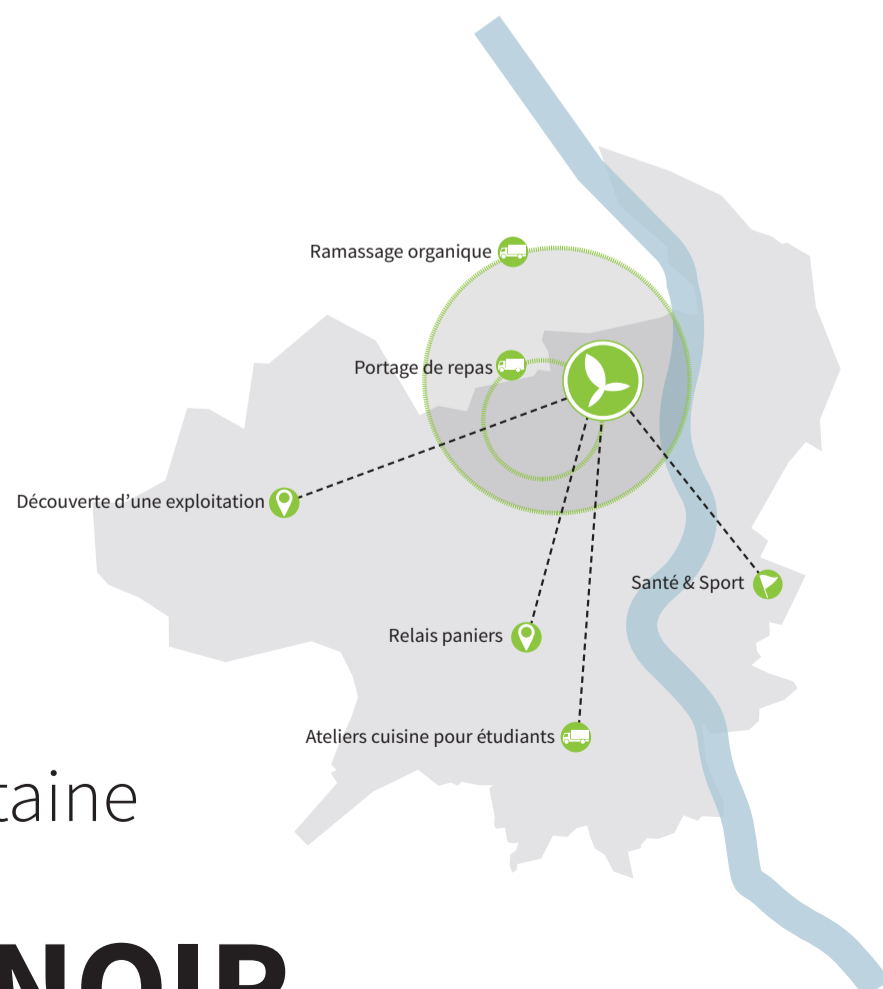 Ramassage organique
Portage de repas
Découverte d’une exploitation
Santé & Sport
Relais paniers
Ateliers cuisine pour étudiants
taine
NOIR